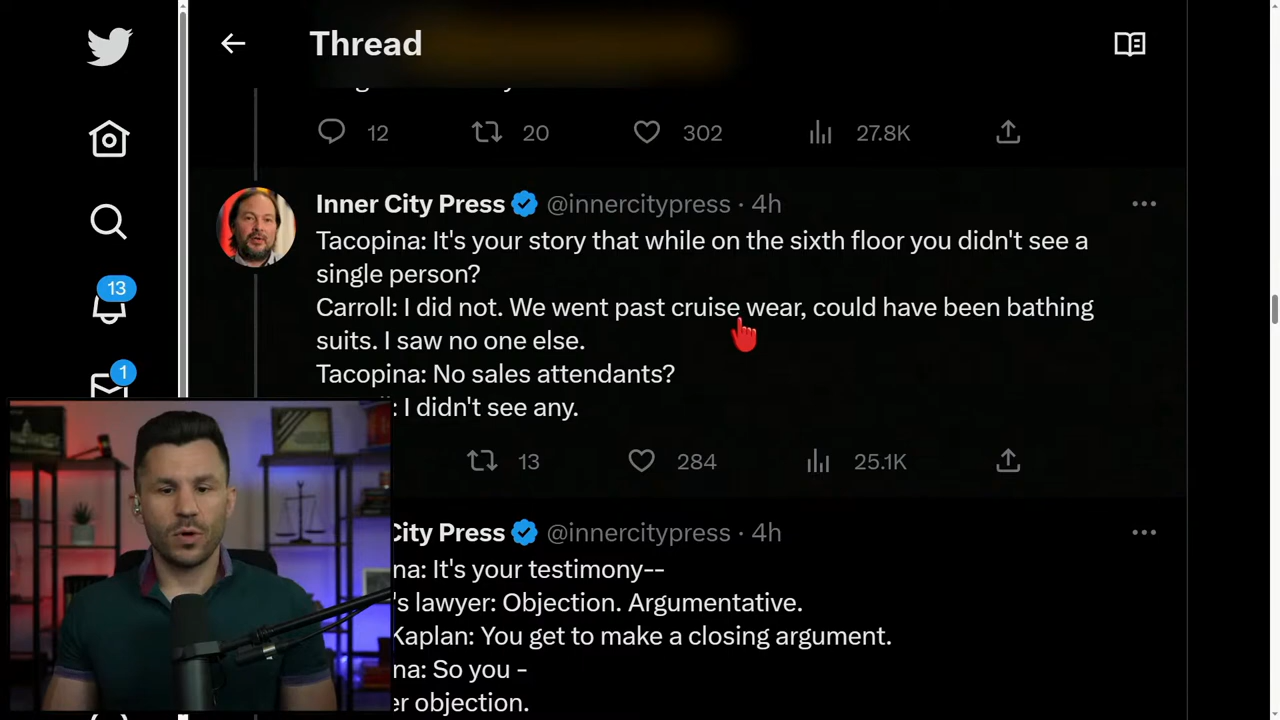 Thread
12 20 302 27.8K
Inner City Press @innercitypress · 4h
Tacopina: It's your story that while on the sixth floor you didn't see a
single person?
Carroll: I did not. We went past cruise wear, could have been bathing
suits. I saw no one else.
Tacopina: No sales attendants?
: I didn't see any.
13 284 25.1K
13
1
City Press @innercitypress · 4h
na: It's your testimony--
's lawyer: Objection. Argumentative.
Kaplan: You get to make a closing argument.
na: So you -
er objection.